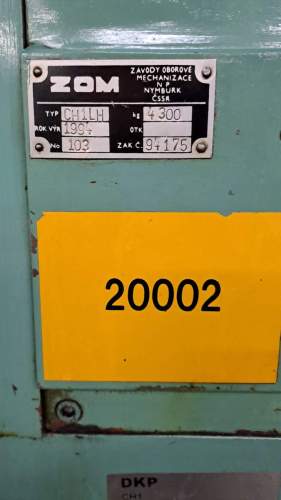 ZOM
ZÁVODY OBOROVÉ
MECHANIZACE
N P
NYMBURK
ČSSR
TYP CH1LH kg 4300
ROK VÝR 1994 OTK
No 103 ZAK Č. 94175
20002
DKP
CH1